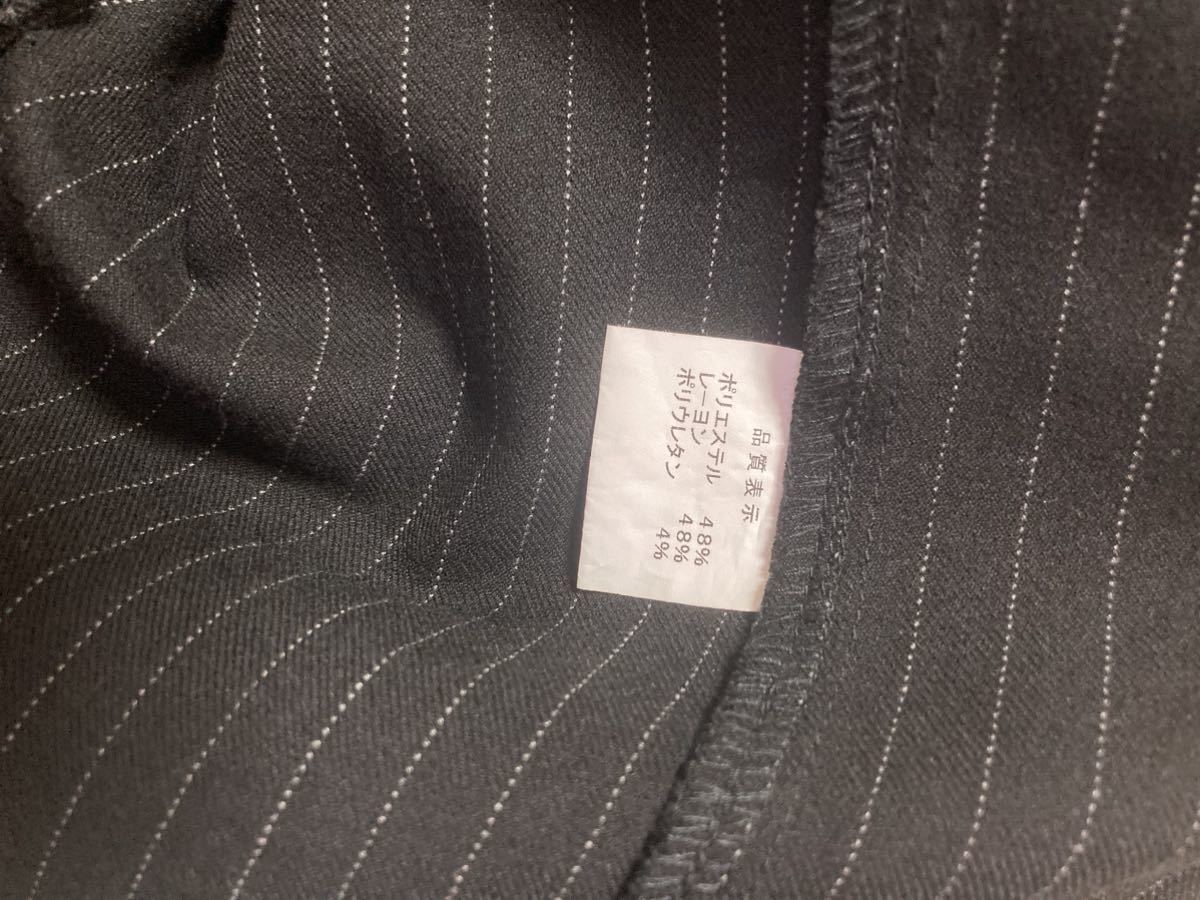 品質表示
ポリエステル 48%
レーヨン 48%
ポリウレタン 4%